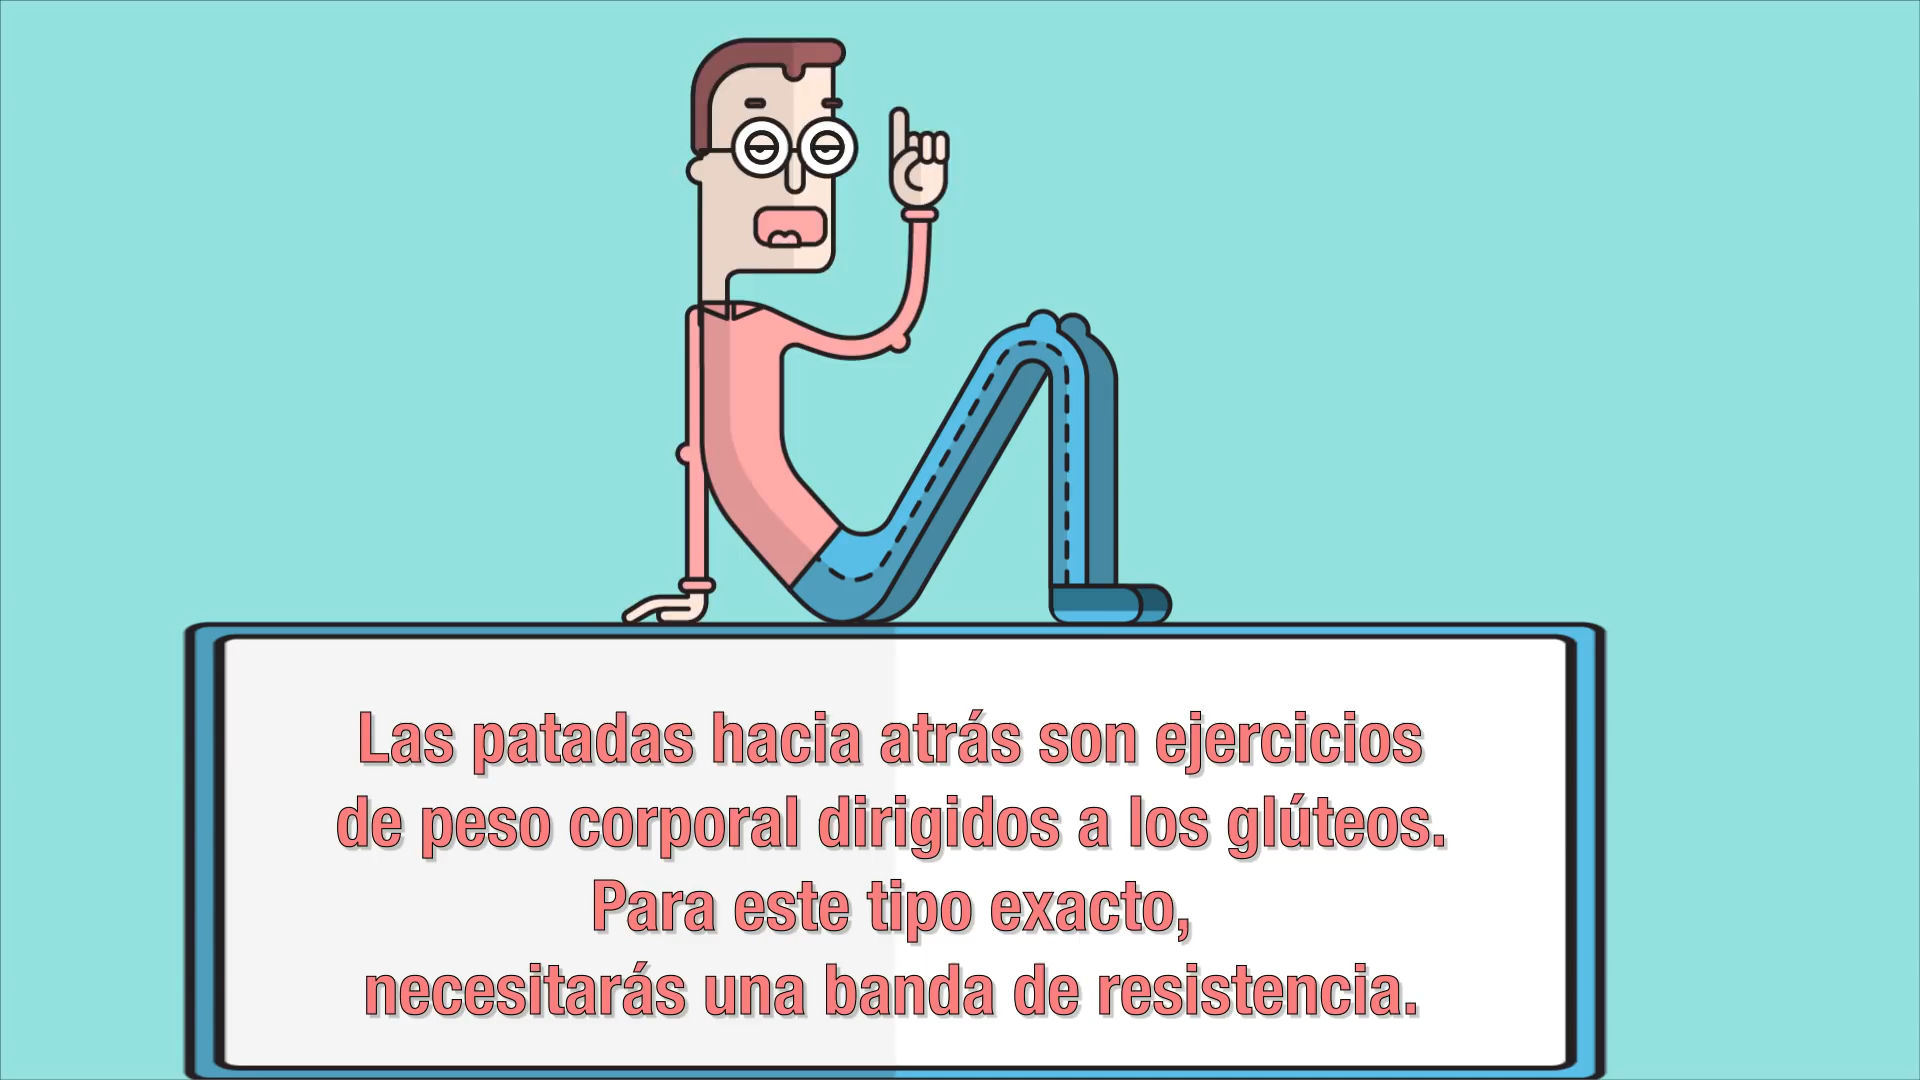 Las patadas hacia atrás son ejercicios
de peso corporal dirigidos a los glúteos.
Para este tipo exacto,
necesitarás una banda de resistencia.